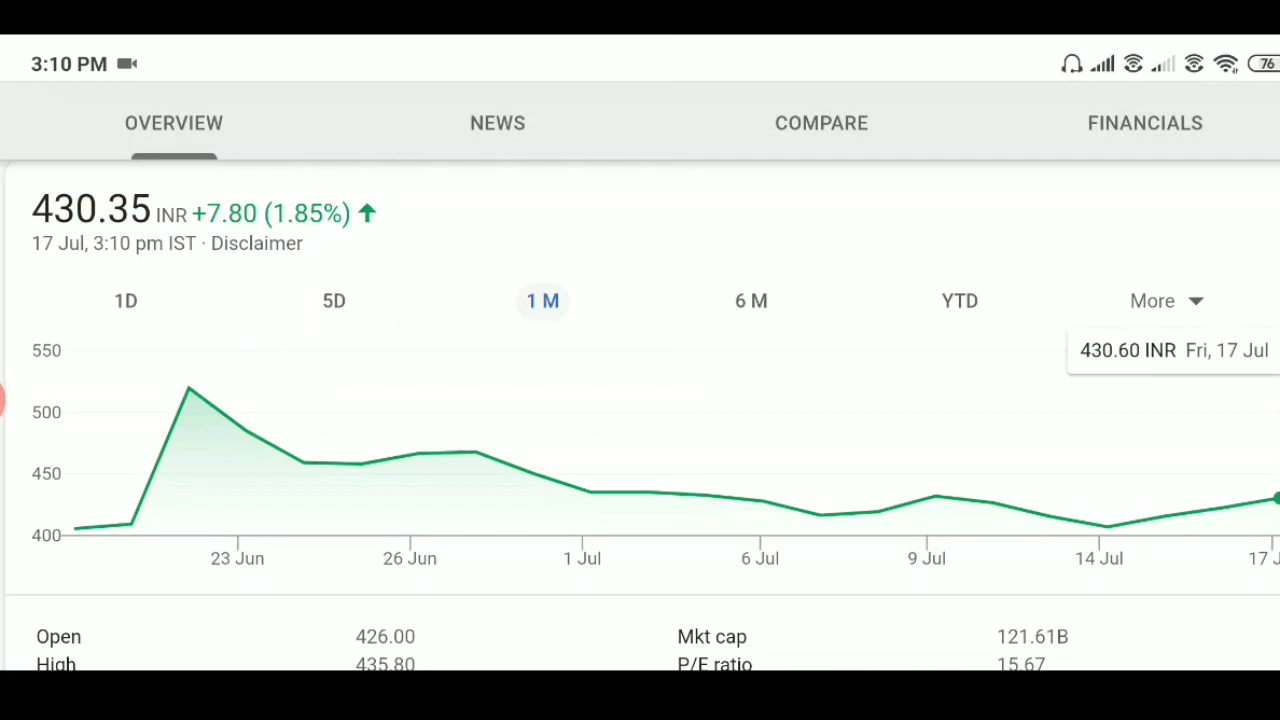 3:10 PM 76
OVERVIEW NEWS COMPARE FINANCIALS
430.35 INR +7.80 (1.85%)
17 Jul, 3:10 pm IST · Disclaimer
1D 5D 1 M 6 M YTD More
430.60 INR Fri, 17 Jul
550
500
450
400
23 Jun 26 Jun 1 Jul 6 Jul 9 Jul 14 Jul 17 J
Open 426.00 Mkt cap 121.61B
High 435.80 P/E ratio 15.67